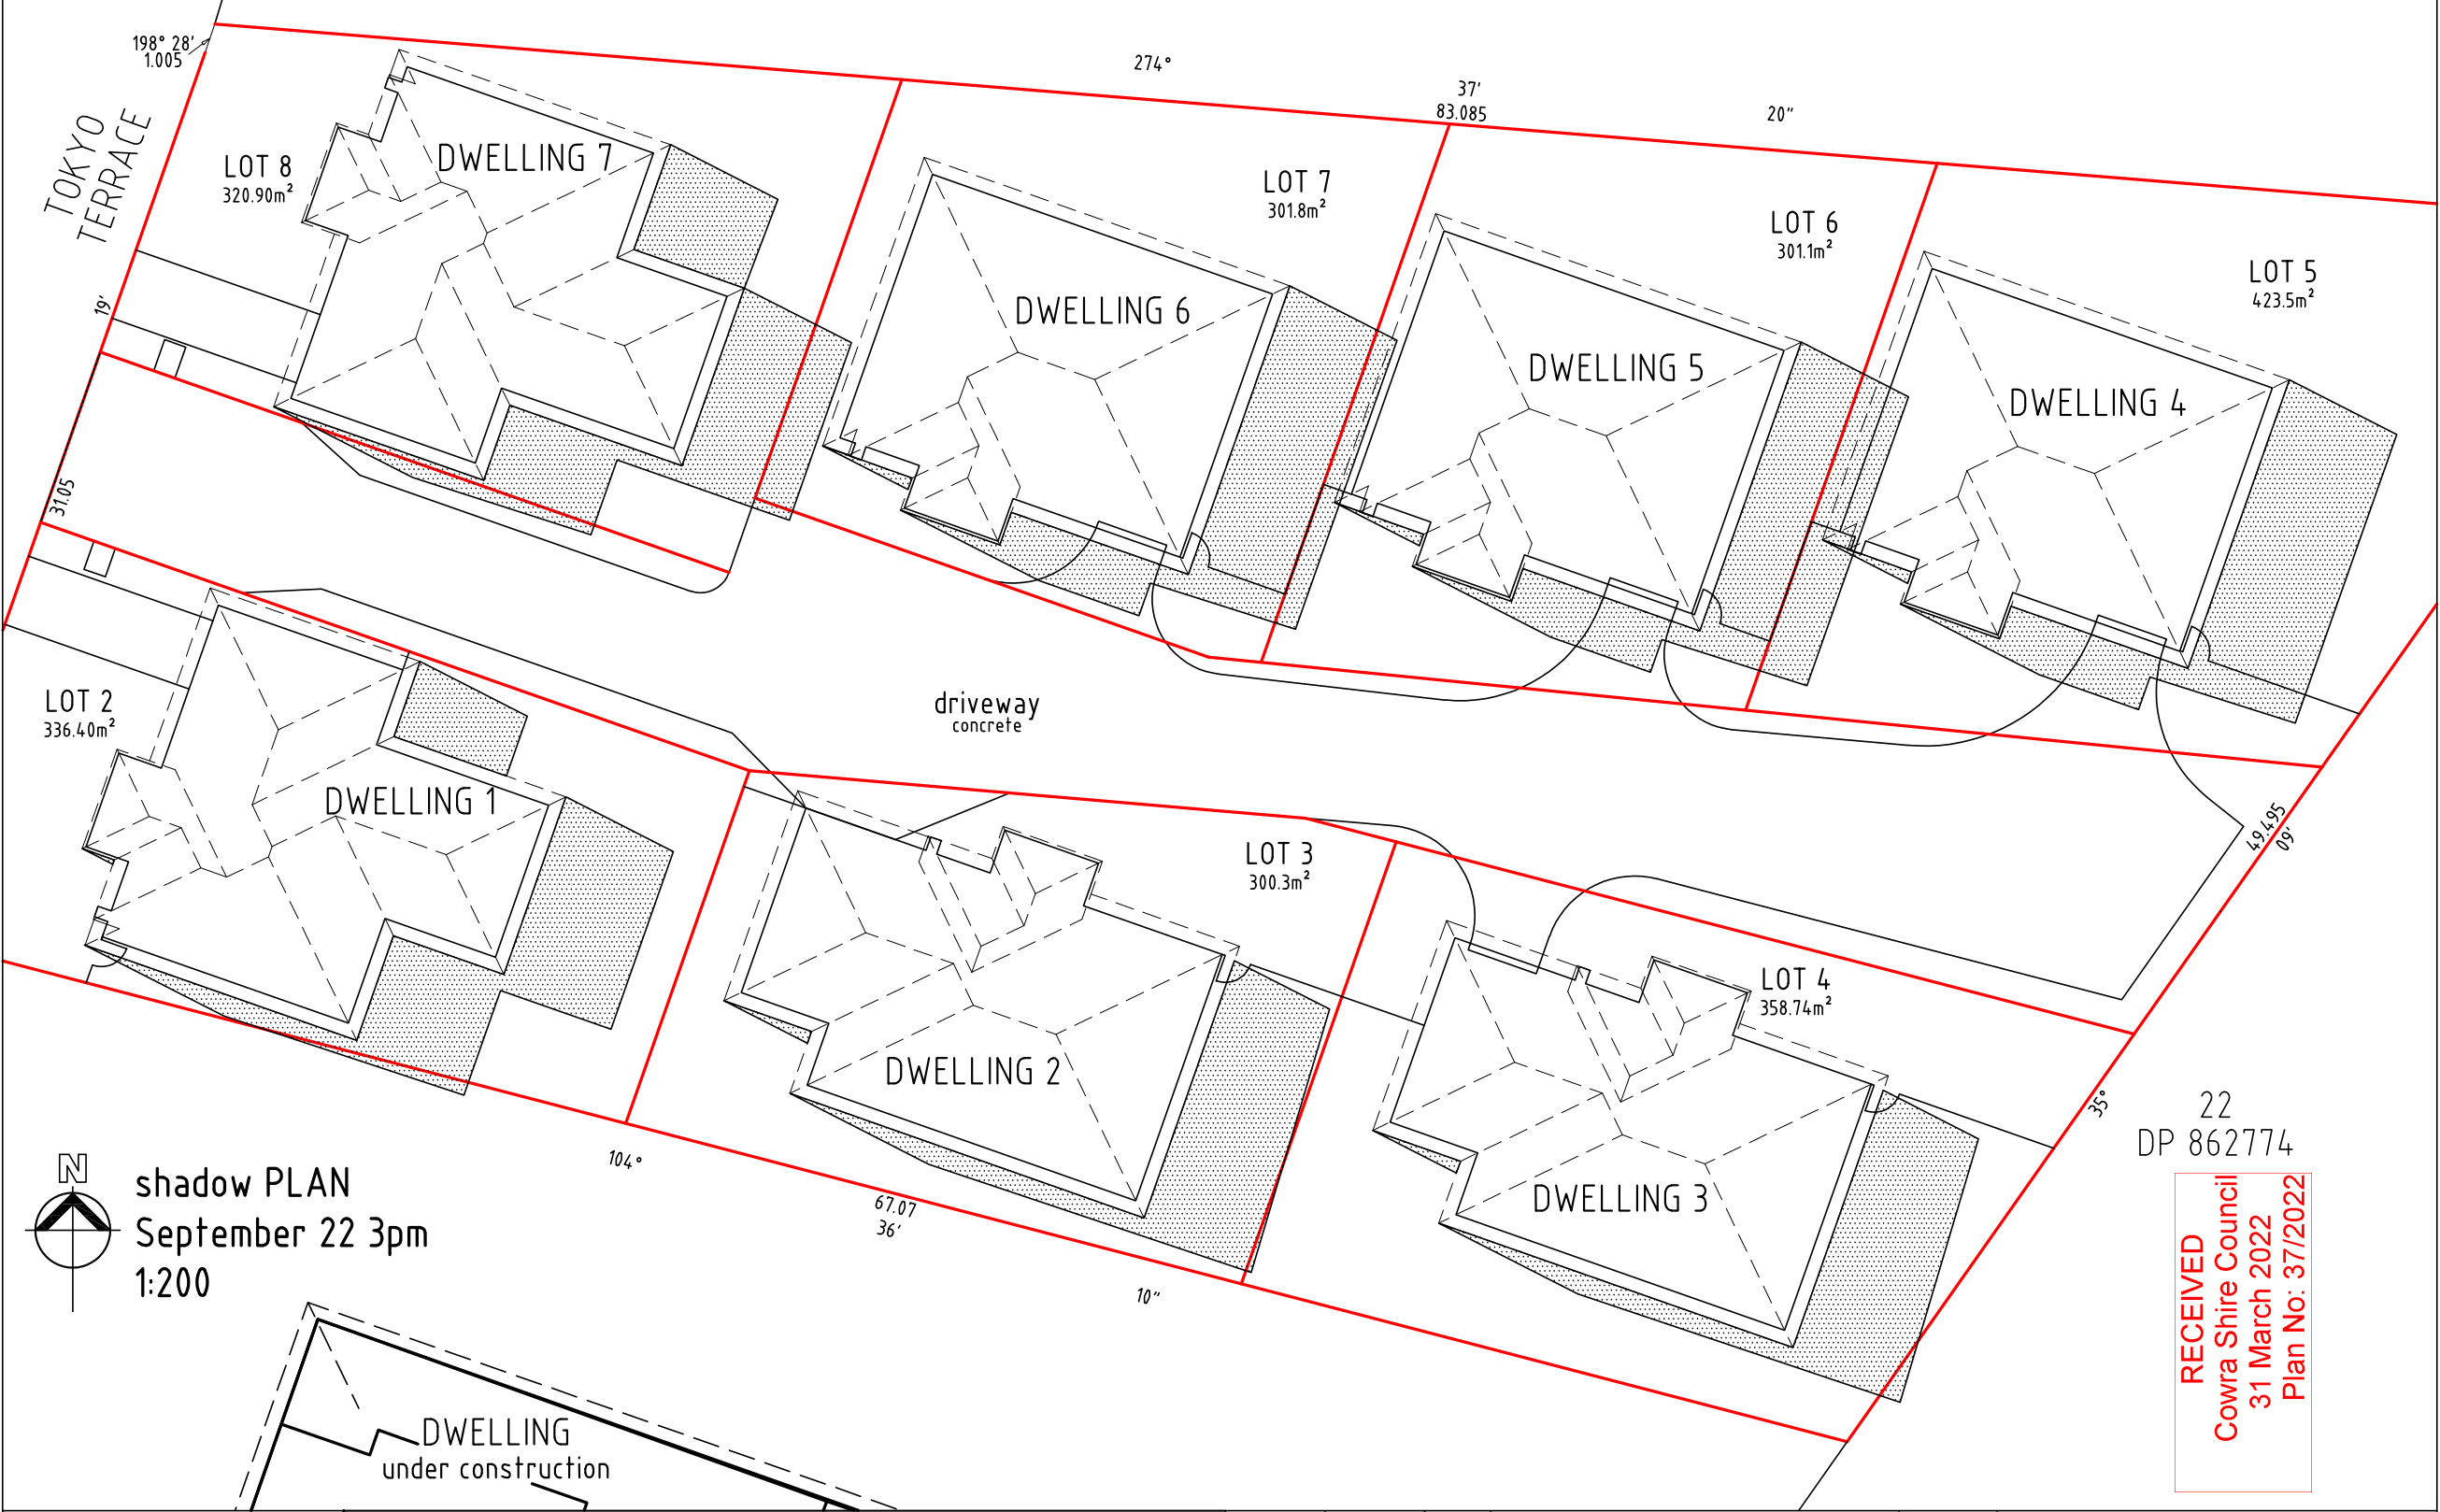 198° 28'
1.005
TOKYO
TERRACE
274°
37'
83.085
20"
LOT 8
320.90m²
DWELLING 7
LOT 7
301.8m²
DWELLING 6
LOT 6
301.1m²
DWELLING 5
LOT 5
423.5m²
DWELLING 4
19'
31.05
LOT 2
336.40m²
DWELLING 1
driveway
concrete
LOT 3
300.3m²
DWELLING 2
LOT 4
358.74m²
DWELLING 3
49.495
09'
35°
22
DP 862774
104°
67.07
36'
10"
N
shadow PLAN
September 22 3pm
1:200
DWELLING
under construction
RECEIVED
Cowra Shire Council
31 March 2022
Plan No: 37/2022